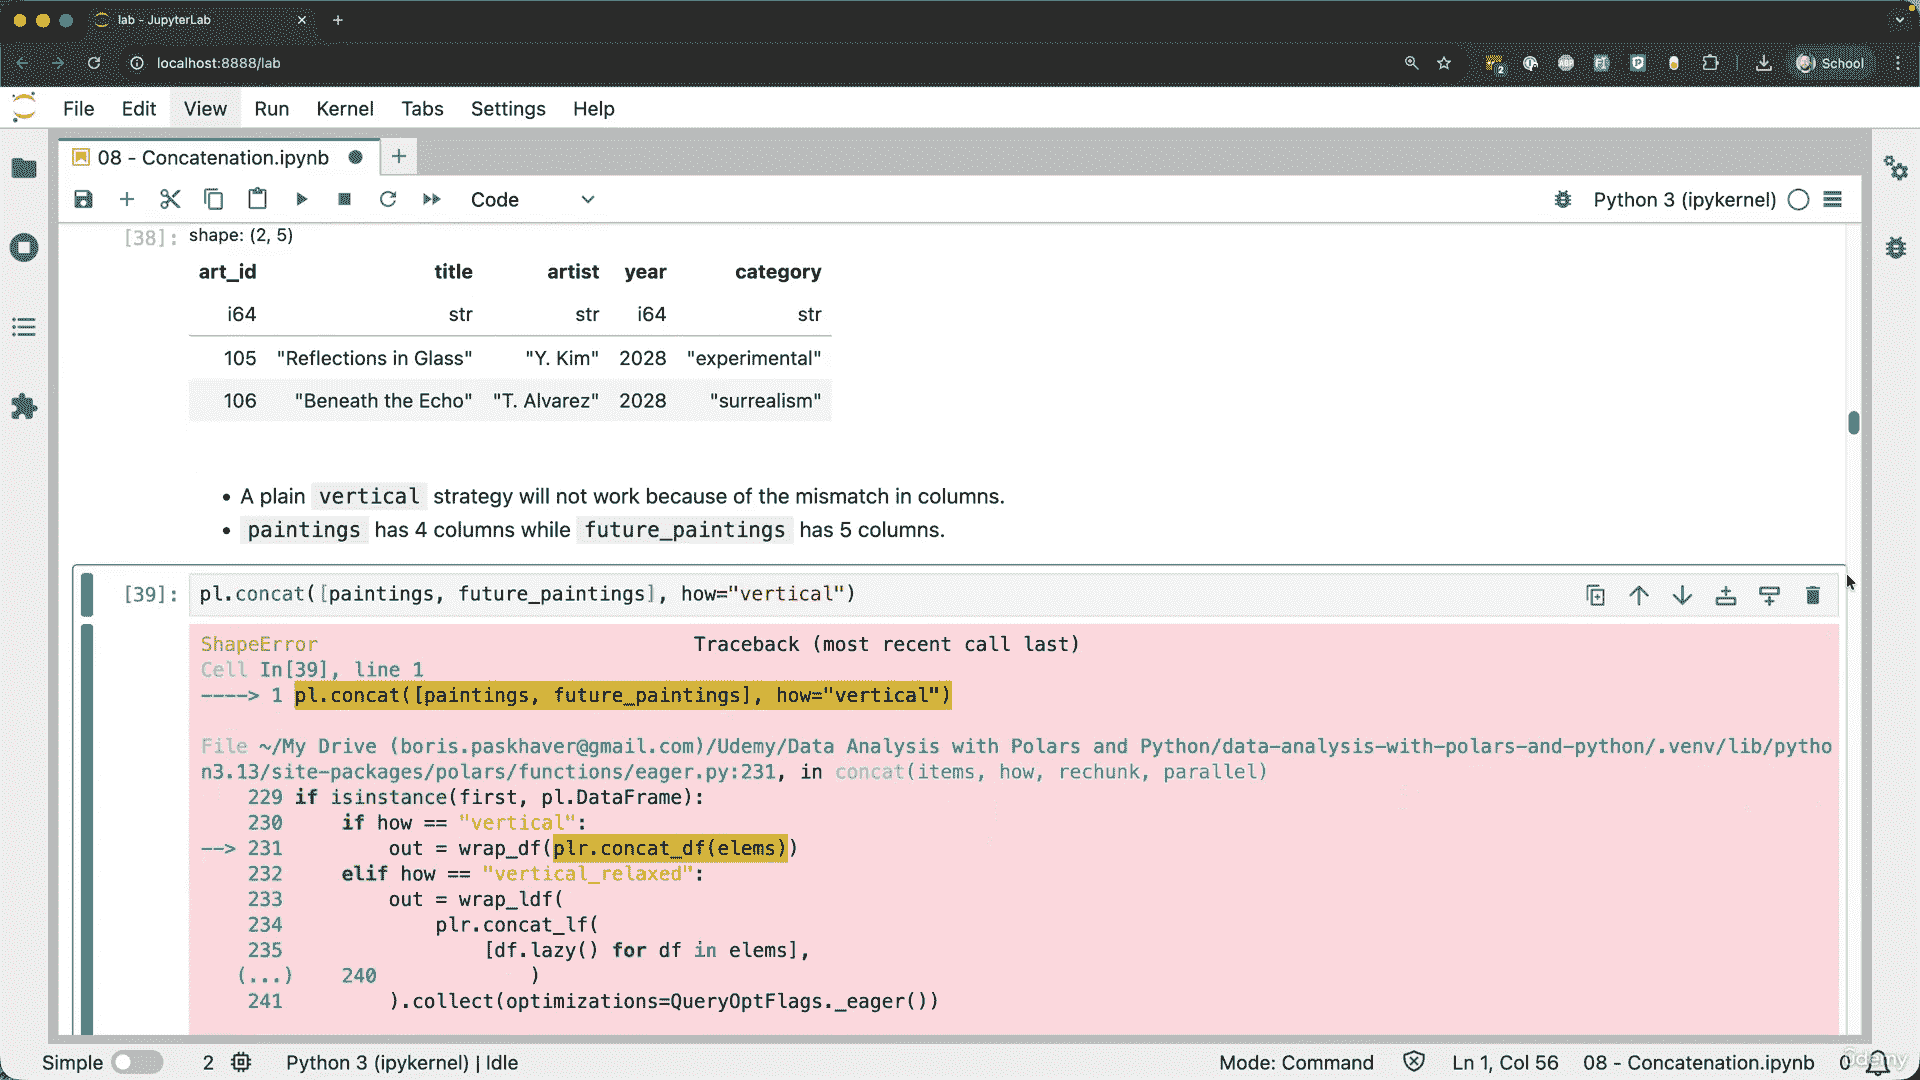 lab - JupyterLab
localhost:8888/lab
2
School
File Edit View Run Kernel Tabs Settings Help
08 - Concatenation.ipynb
Code
Python 3 (ipykernel)
[38]: shape: (2, 5)
art_id title artist year category
i64 str str i64 str
105 "Reflections in Glass" "Y. Kim" 2028 "experimental"
106 "Beneath the Echo" "T. Alvarez" 2028 "surrealism"
• A plain vertical strategy will not work because of the mismatch in columns.
• paintings has 4 columns while future_paintings has 5 columns.
[39]: pl.concat([paintings, future_paintings], how="vertical")
ShapeError Traceback (most recent call last)
Cell In[39], line 1
----> 1 pl.concat([paintings, future_paintings], how="vertical")
File ~/My Drive (boris.paskhaver@gmail.com)/Udemy/Data Analysis with Polars and Python/data-analysis-with-polars-and-python/.venv/lib/pytho
n3.13/site-packages/polars/functions/eager.py:231, in concat(items, how, rechunk, parallel)
229 if isinstance(first, pl.DataFrame):
230 if how == "vertical":
--> 231 out = wrap_df(plr.concat_df(elems))
232 elif how == "vertical_relaxed":
233 out = wrap_ldf(
234 plr.concat_lf(
235 [df.lazy() for df in elems],
(...) 240 )
241 ).collect(optimizations=QueryOptFlags._eager())
Simple 2 Python 3 (ipykernel) | Idle Mode: Command Ln 1, Col 56 08 - Concatenation.ipynb 0
Udemy